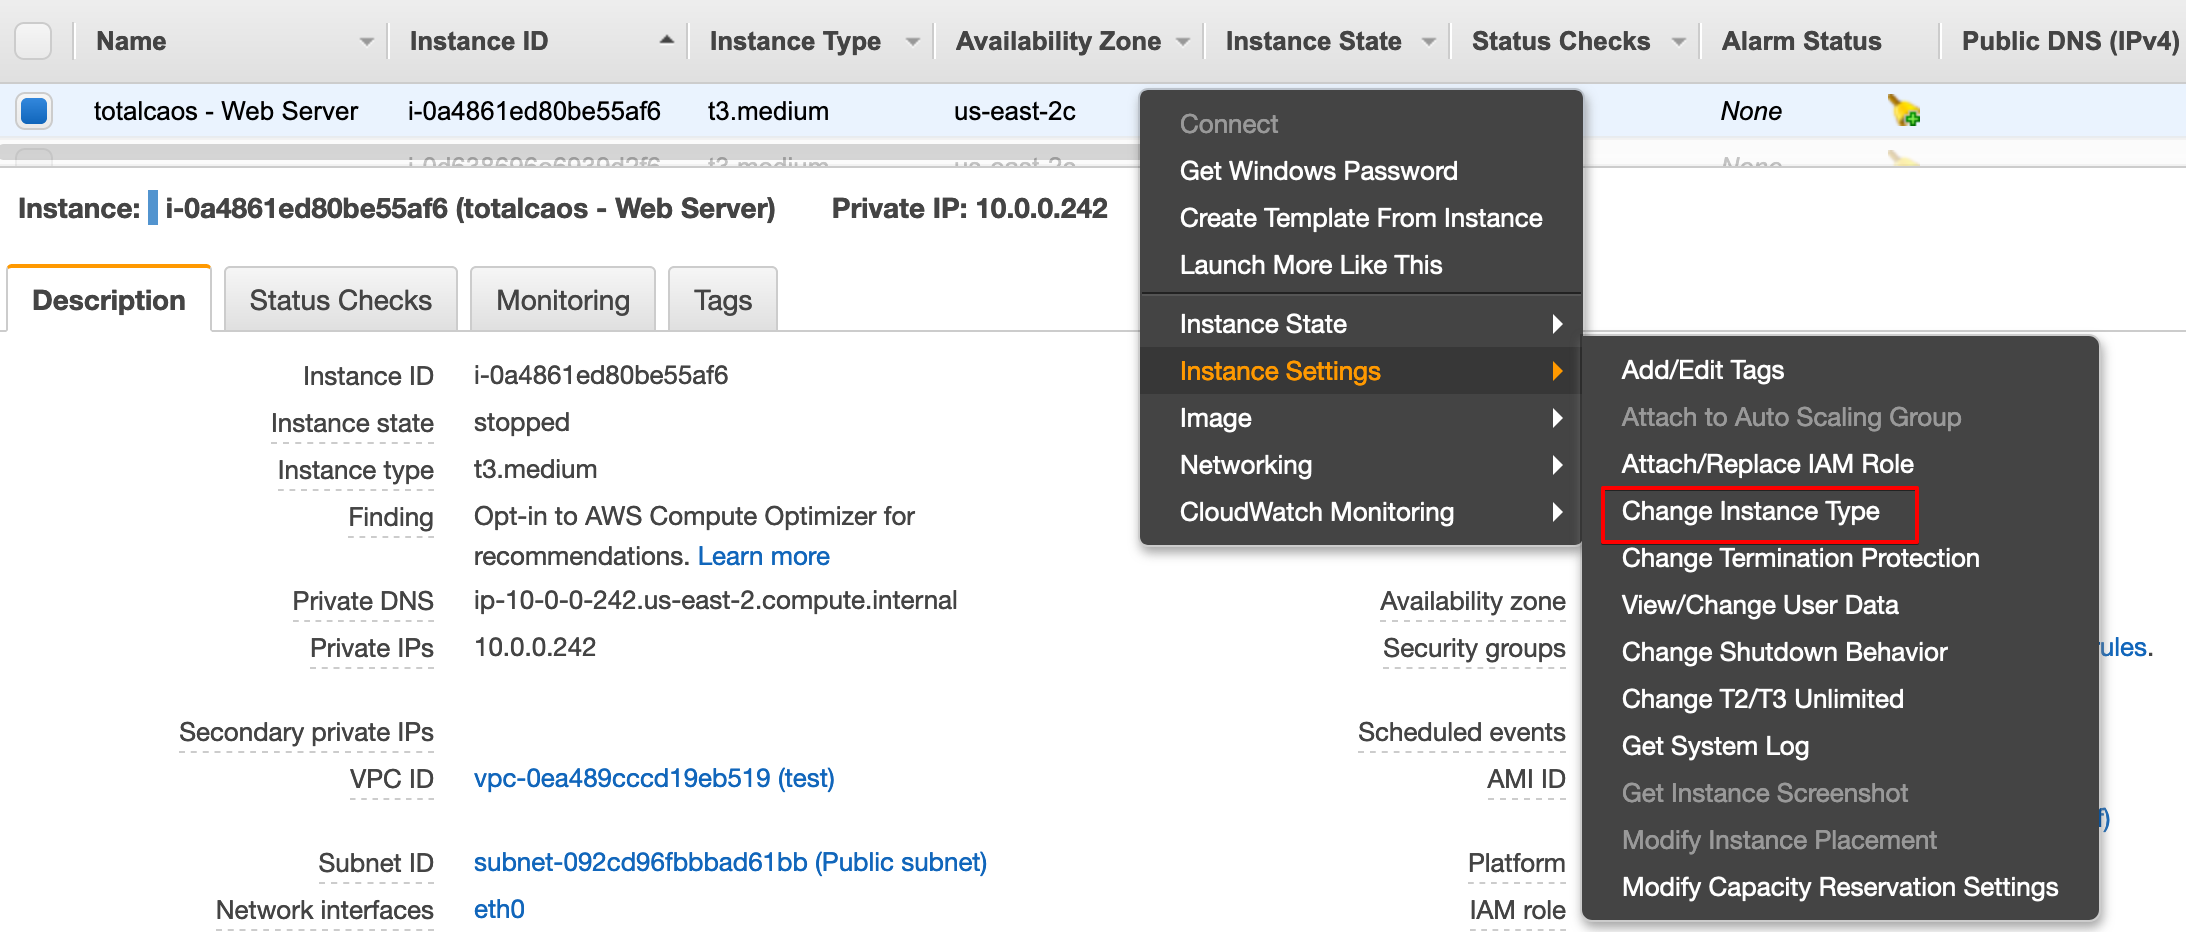 Name Instance ID Instance Type Availability Zone Instance State Status Checks Alarm Status Public DNS (IPv4)
totalcaos - Web Server i-0a4861ed80be55af6 t3.medium us-east-2c None
Instance: i-0a4861ed80be55af6 (totalcaos - Web Server) Private IP: 10.0.0.242
Description Status Checks Monitoring Tags
Instance ID i-0a4861ed80be55af6
Instance state stopped
Instance type t3.medium
Finding Opt-in to AWS Compute Optimizer for
recommendations. Learn more
Private DNS ip-10-0-0-242.us-east-2.compute.internal
Private IPs 10.0.0.242
Secondary private IPs
VPC ID vpc-0ea489cccd19eb519 (test)
Subnet ID subnet-092cd96fbbbad61bb (Public subnet)
Network interfaces eth0
Availability zone
Security groups rules.
Scheduled events
AMI ID
Platform
IAM role
Connect
Get Windows Password
Create Template From Instance
Launch More Like This
Instance State
Instance Settings
Image
Networking
CloudWatch Monitoring
Add/Edit Tags
Attach to Auto Scaling Group
Attach/Replace IAM Role
Change Instance Type
Change Termination Protection
View/Change User Data
Change Shutdown Behavior
Change T2/T3 Unlimited
Get System Log
Get Instance Screenshot
Modify Instance Placement
Modify Capacity Reservation Settings